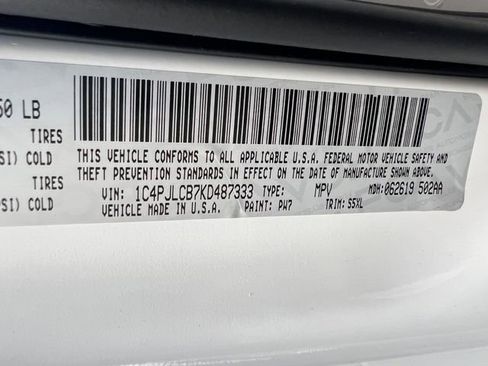 50 LB
TIRES
SI) COLD
TIRES
PSI) COLD
THIS VEHICLE CONFORMS TO ALL APPLICABLE U.S.A. FEDERAL MOTOR VEHICLE SAFETY AND
THEFT PREVENTION STANDARDS IN EFFECT ON THE DATE OF MANUFACTURE SHOWN ABOVE.
VIN: 1C4PJLCB7KD487333 TYPE: MPV MDH: 062619 502AA
VEHICLE MADE IN U.S.A. PAINT: PW7 TRIM: S5XL